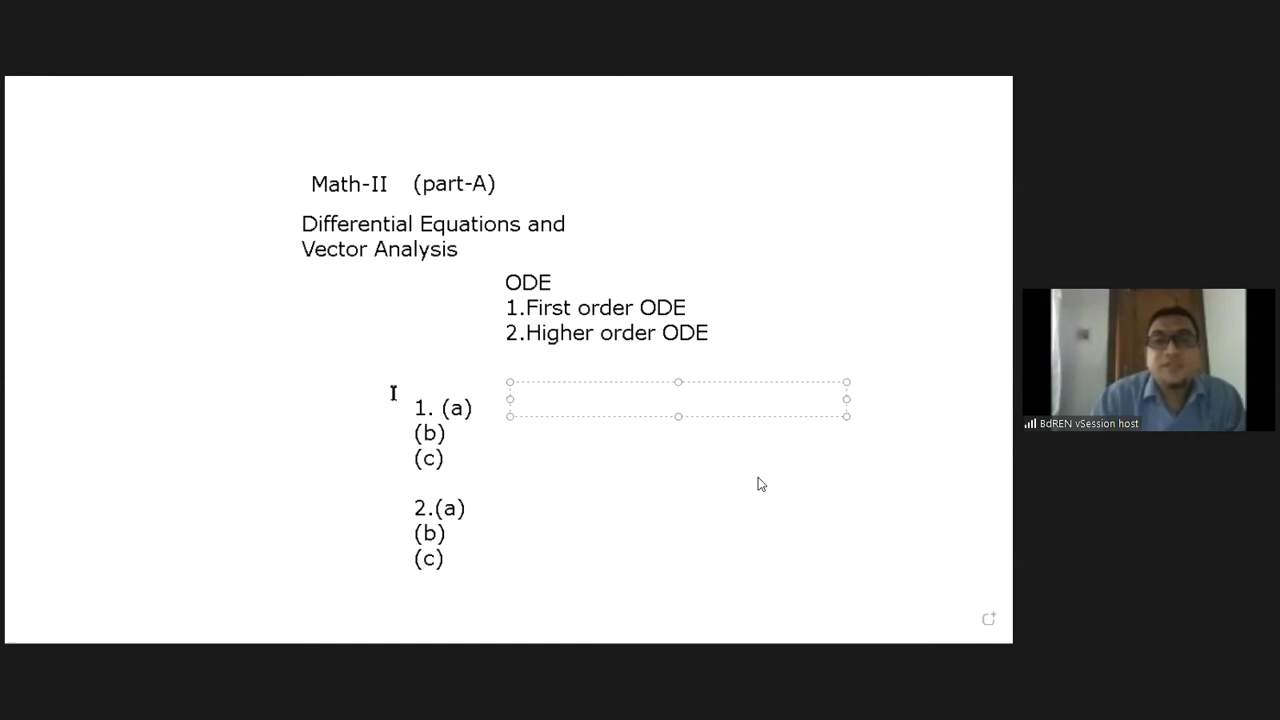 Math-II (part-A)
Differential Equations and
Vector Analysis
ODE
1.First order ODE
2.Higher order ODE
1. (a)
(b)
(c)
2.(a)
(b)
(c)
BdREN vSession host